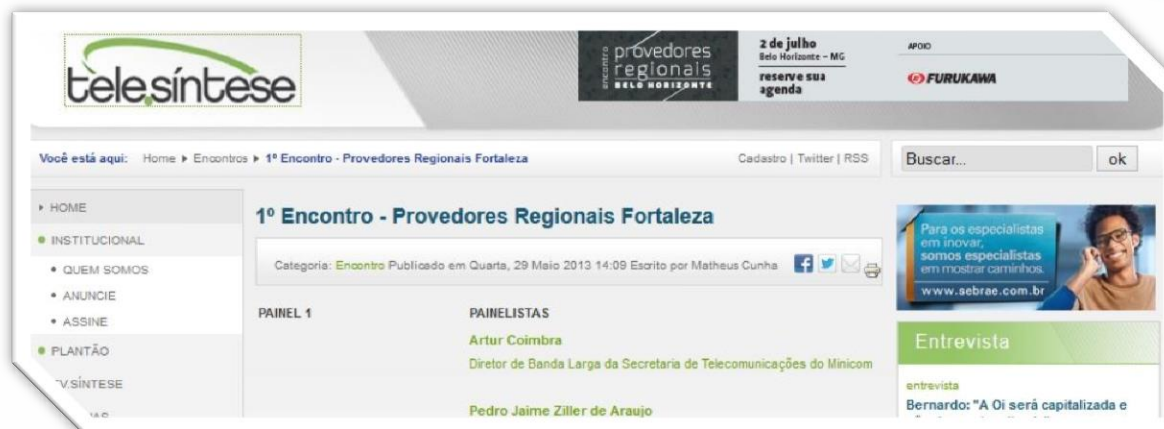 tele.síntese
encontro
provedores
regionais
BELO HORIZONTE
2 de julho
Belo Horizonte - MG
reserve sua
agenda
APOIO
FURUKAWA
Você está aqui: Home ▸ Encontros ▸ 1º Encontro - Provedores Regionais Fortaleza
Cadastro | Twitter | RSS
Buscar... ok
HOME
INSTITUCIONAL
QUEM SOMOS
ANUNCIE
ASSINE
PLANTÃO
TV.SÍNTESE
1º Encontro - Provedores Regionais Fortaleza
Categoria: Encontro Publicado em Quarta, 29 Maio 2013 14:09 Escrito por Matheus Cunha
PAINEL 1
PAINELISTAS
Artur Coimbra
Diretor de Banda Larga da Secretaria de Telecomunicações do Minicom
Pedro Jaime Ziller de Araujo
Para os especialistas
em inovar,
somos especialistas
em mostrar caminhos.
www.sebrae.com.br
Entrevista
entrevista
Bernardo: "A Oi será capitalizada e